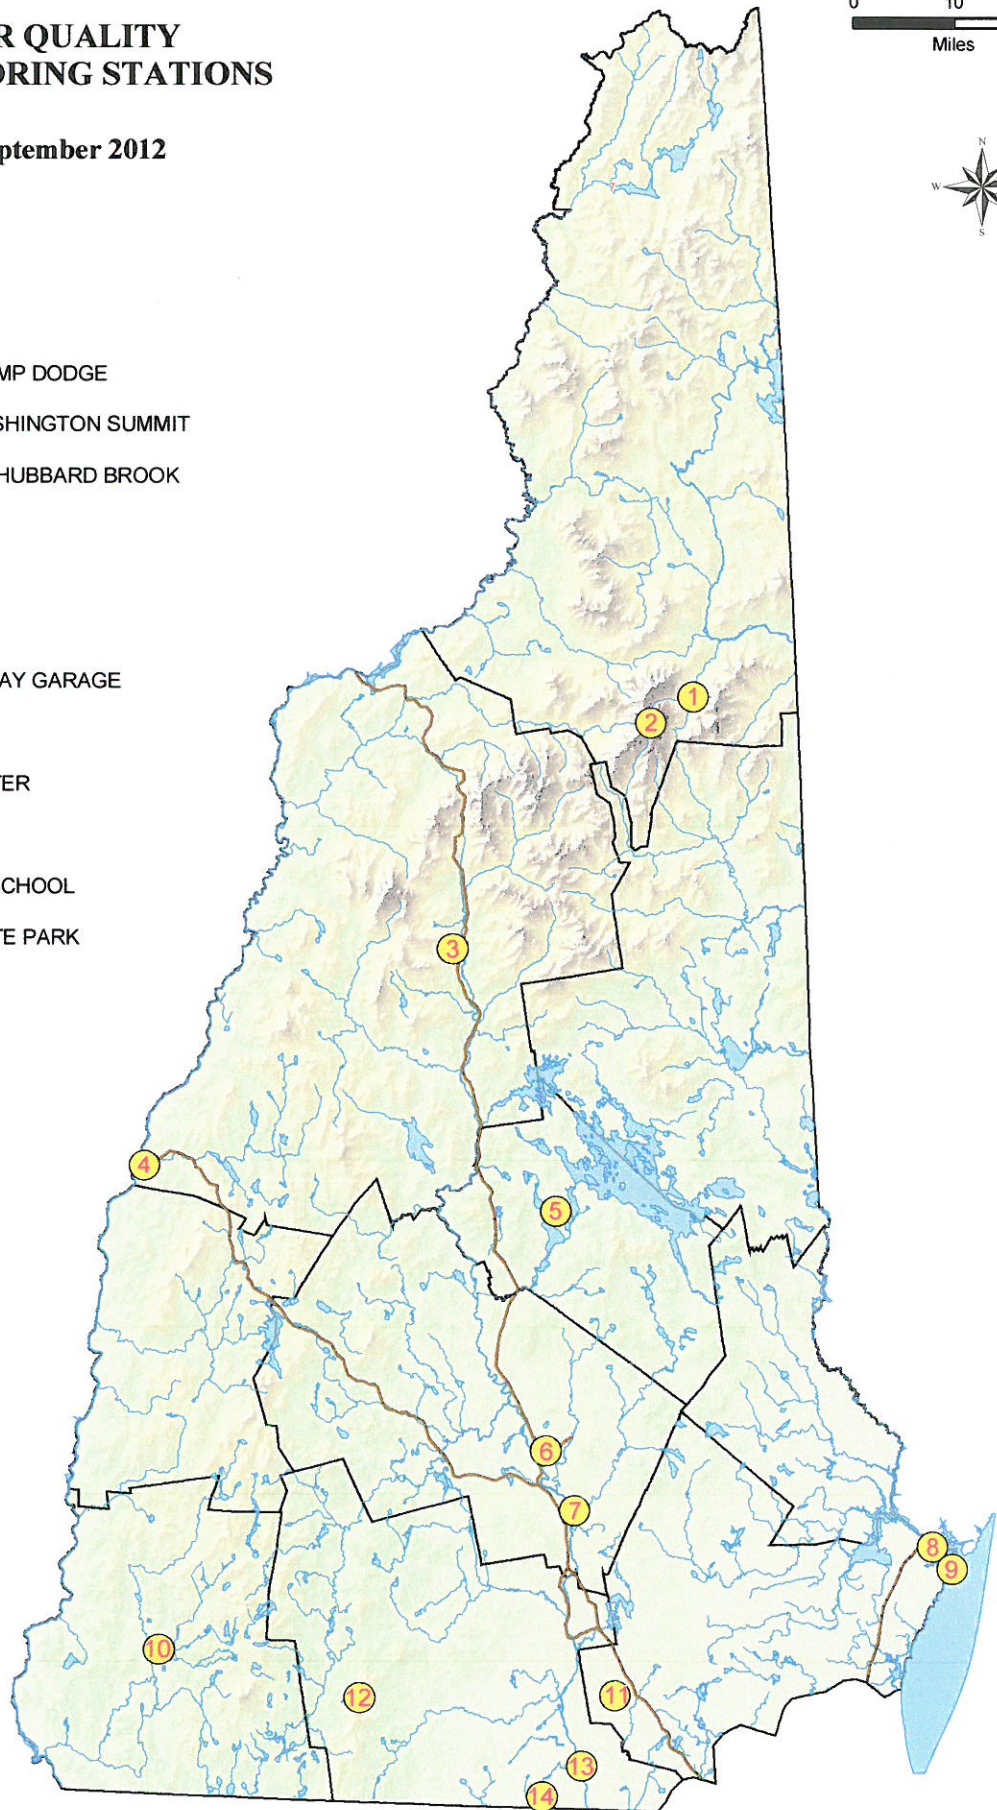 R QUALITY
ORING STATIONS
ptember 2012
0 10
Miles
N
W
S
MP DODGE
SHINGTON SUMMIT
HUBBARD BROOK
AY GARAGE
ER
CHOOL
TE PARK
1
2
3
4
5
6
7
8
9
10
11
12
13
14